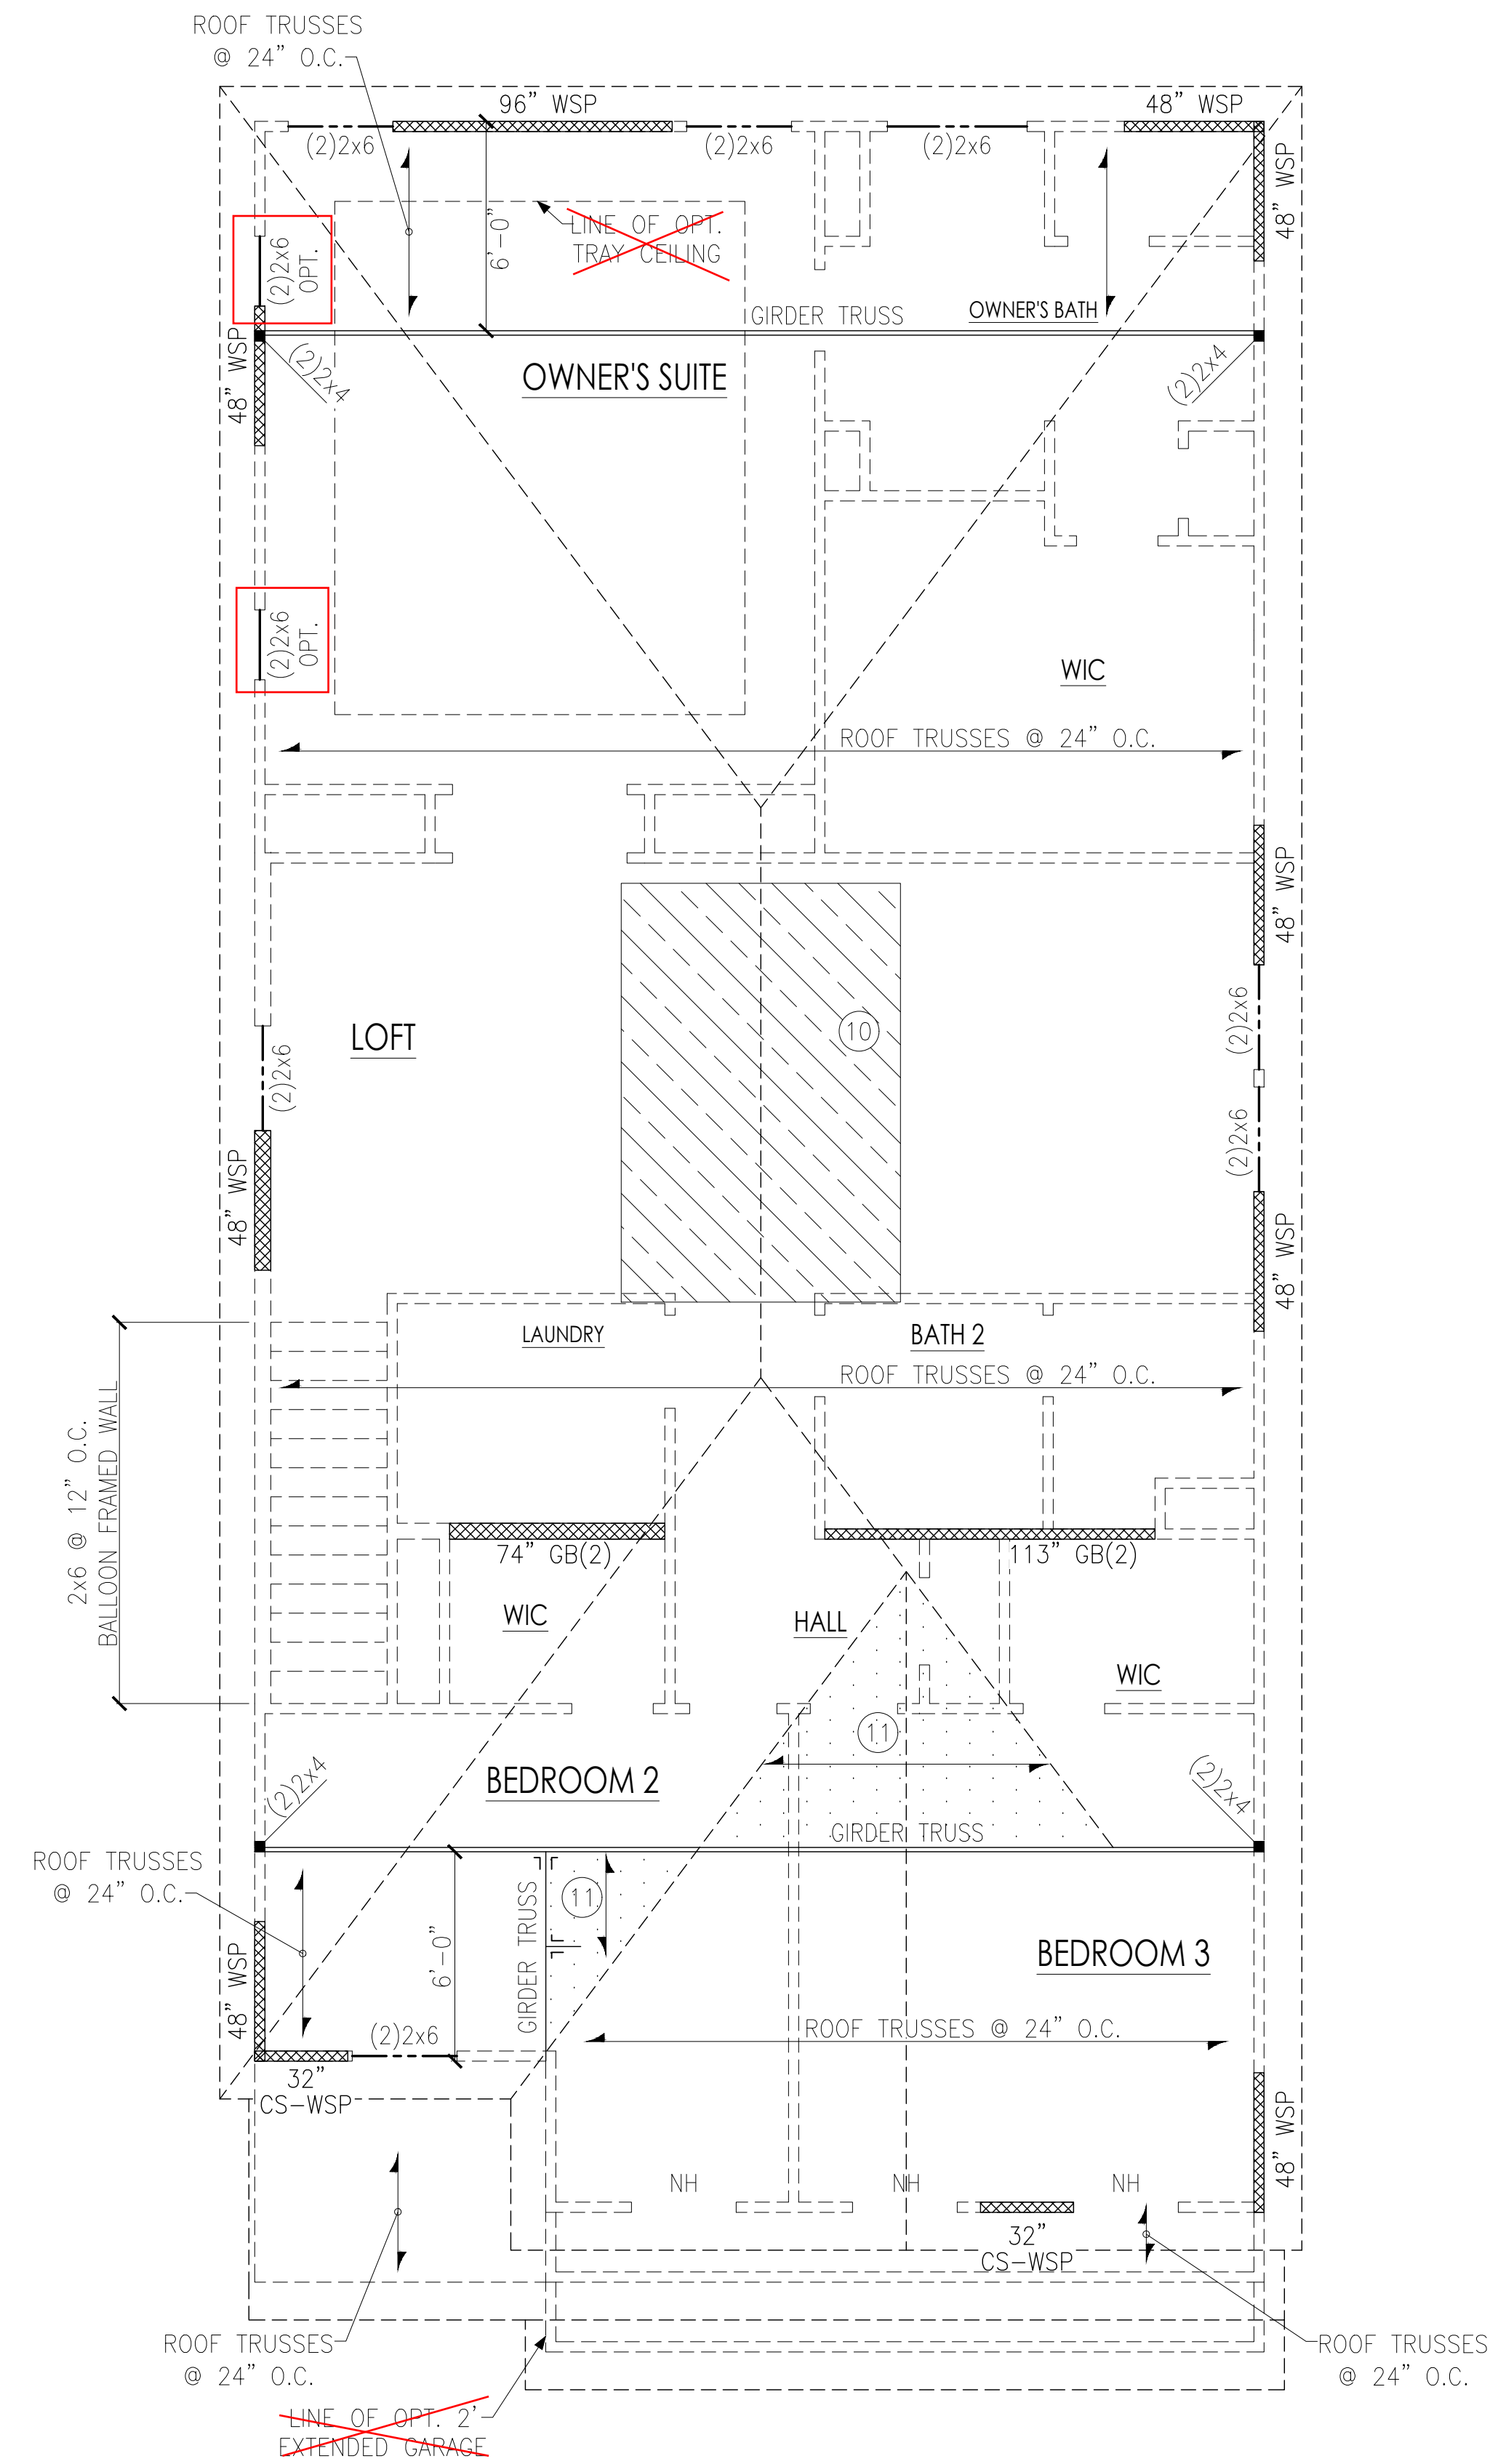 ROOF TRUSSES
@ 24" O.C.
96" WSP
48" WSP
(2)2x6
(2)2x6
(2)2x6
48" WSP
LINE OF OPT.
TRAY CEILING
6'-0"
(2)2x6
OPT.
GIRDER TRUSS
OWNER'S BATH
48" WSP
(2)2x4
OWNER'S SUITE
(2)2x4
(2)2x6
OPT.
WIC
ROOF TRUSSES @ 24" O.C.
48" WSP
LOFT
10
(2)2x6
(2)2x6
(2)2x6
48" WSP
48" WSP
LAUNDRY
BATH 2
ROOF TRUSSES @ 24" O.C.
2x6 @ 12" O.C.
BALLOON FRAMED WALL
74" GB(2)
113" GB(2)
WIC
HALL
WIC
11
(2)2x4
BEDROOM 2
(2)2x4
GIRDER TRUSS
ROOF TRUSSES
@ 24" O.C.
11
GIRDER TRUSS
6'-0"
BEDROOM 3
48" WSP
(2)2x6
ROOF TRUSSES @ 24" O.C.
32"
CS-WSP
48" WSP
NH
NH
NH
32"
CS-WSP
ROOF TRUSSES
@ 24" O.C.
ROOF TRUSSES
@ 24" O.C.
LINE OF OPT. 2'
EXTENDED GARAGE